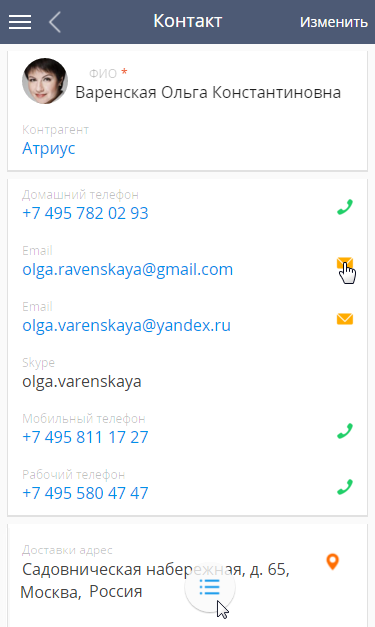 Контакт
Изменить
ФИО *
Варенская Ольга Константиновна
Контрагент
Атриус
Домашний телефон
+7 495 782 02 93
Email
olga.ravenskaya@gmail.com
Email
olga.varenskaya@yandex.ru
Skype
olga.varenskaya
Мобильный телефон
+7 495 811 17 27
Рабочий телефон
+7 495 580 47 47
Доставки адрес
Садовническая набережная, д. 65,
Москва, Россия